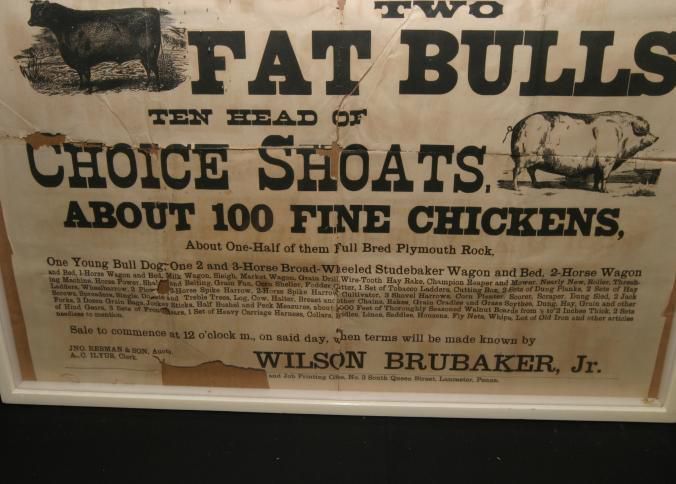 TWO
FAT BULLS
TEN HEAD OF
CHOICE SHOATS,
ABOUT 100 FINE CHICKENS,
About One-Half of them Full Bred Plymouth Rock,
One Young Bull Dog, One 2 and 3-Horse Broad-Wheeled Studebaker Wagon and Bed, 2-Horse Wagon
and Bed, 1-Horse Wagon and Bed, Milk Wagon, Sleigh, Market Wagon, Grain Drill, Wire-Tooth Hay Rake, Champion Reaper and Mower, Nearly New, Roller, Thresh-
ing Machine, Horse Power, and Belting, Grain Fan, Corn Sheller, Fodder Cutter, 1 Set of Tobacco Ladders, Cutting Box, 2 Sets of Dung Planks, 2 Sets of Hay
Ladders, Wheelbarrow, 2 2-Horse Spike Harrow, 2-Horse Spike Harrow, Cultivator, 3 Shovel Harrows, Corn Planter, Scorer, Scraper, Dung Sled, 2 Jack
Screws, Spreaders, Single, Double and Treble Trees, Log, Cow, Halter, Breast and other Chains, Rakes, Grain Cradles and Grass Scythes, Dung, Hay, Grain and other
Forks, 3 Dozen Grain Bags, Jockey Sticks, Half Bushel and Peck Measures, about Feet of Thoroughly Seasoned Walnut Boards from to 2 Inches Thick, 2 Sets
of Hind Gears, 3 Sets of Front Gears, 1 Set of Heavy Carriage Harness, Collars, Bridles, Lines, Saddles, Housens, Fly Nets, Whips, Lot of Old Iron and other articles
needless to mention.
Sale to commence at 12 o'clock m., on said day, when terms will be made known by
JNO. REBMAN & SON, Aucts.
A. C. ILYUS, Clerk.
WILSON BRUBAKER, Jr.
and Job Printing Office, No. 3 South Queen Street, Lancaster, Penna.